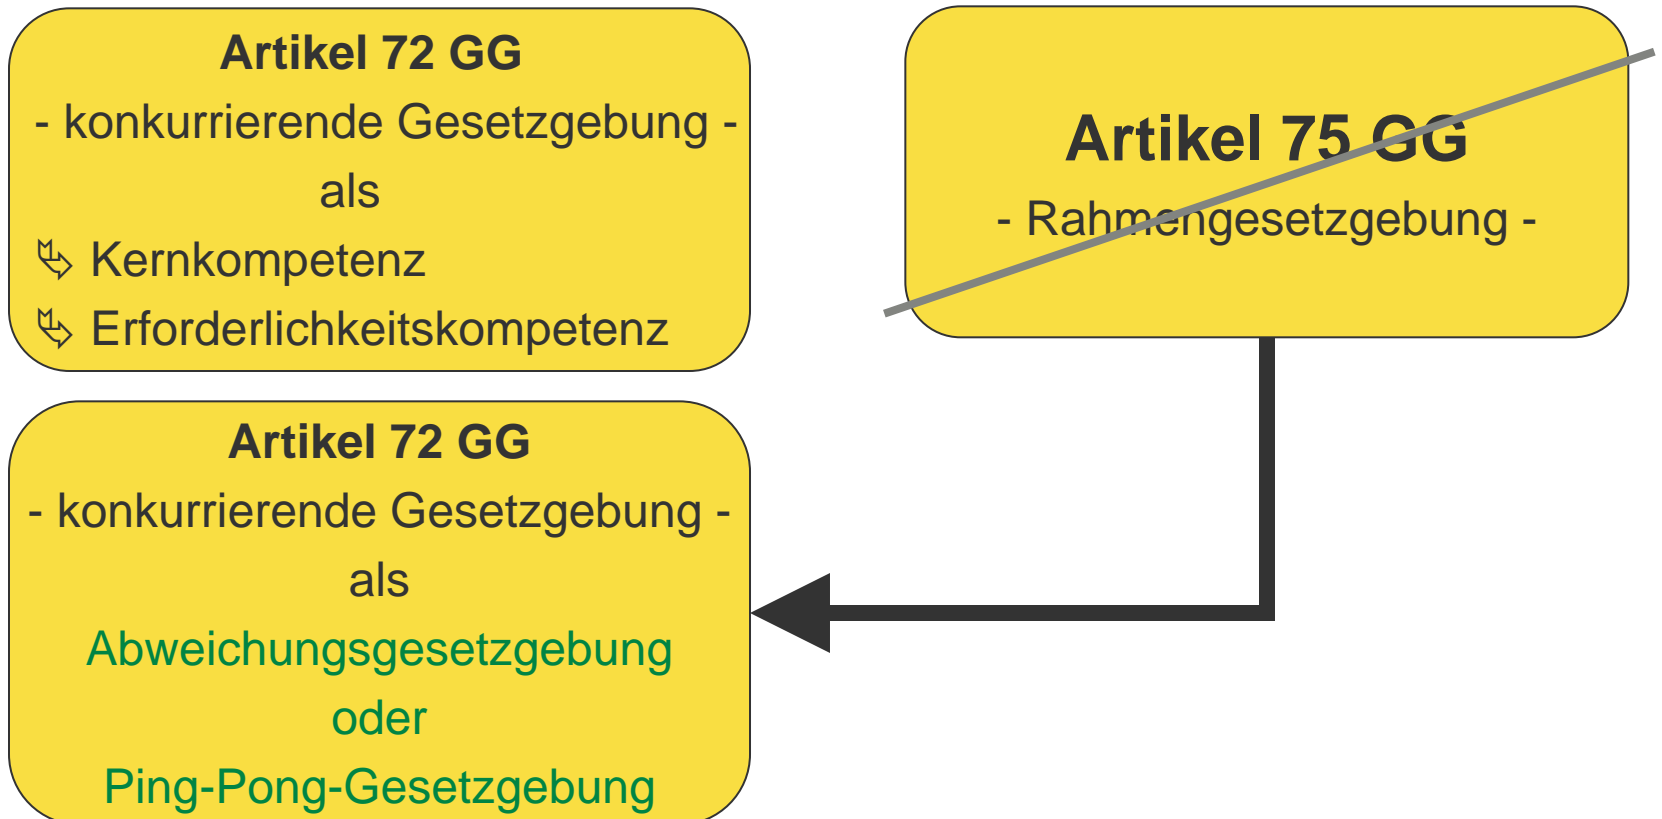 Artikel 72 GG
- konkurrierende Gesetzgebung -
als
Kernkompetenz
Erforderlichkeitskompetenz
Artikel 75 GG
- Rahmengesetzgebung -
Artikel 72 GG
- konkurrierende Gesetzgebung -
als
Abweichungsgesetzgebung
oder
Ping-Pong-Gesetzgebung